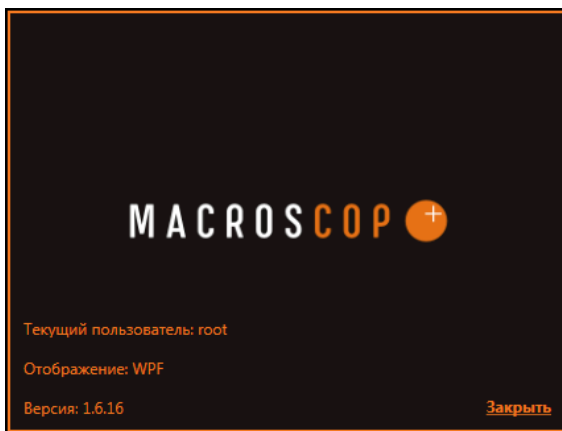 MACROSCOP
Текущий пользователь: root
Отображение: WPF
Версия: 1.6.16
Закрыть